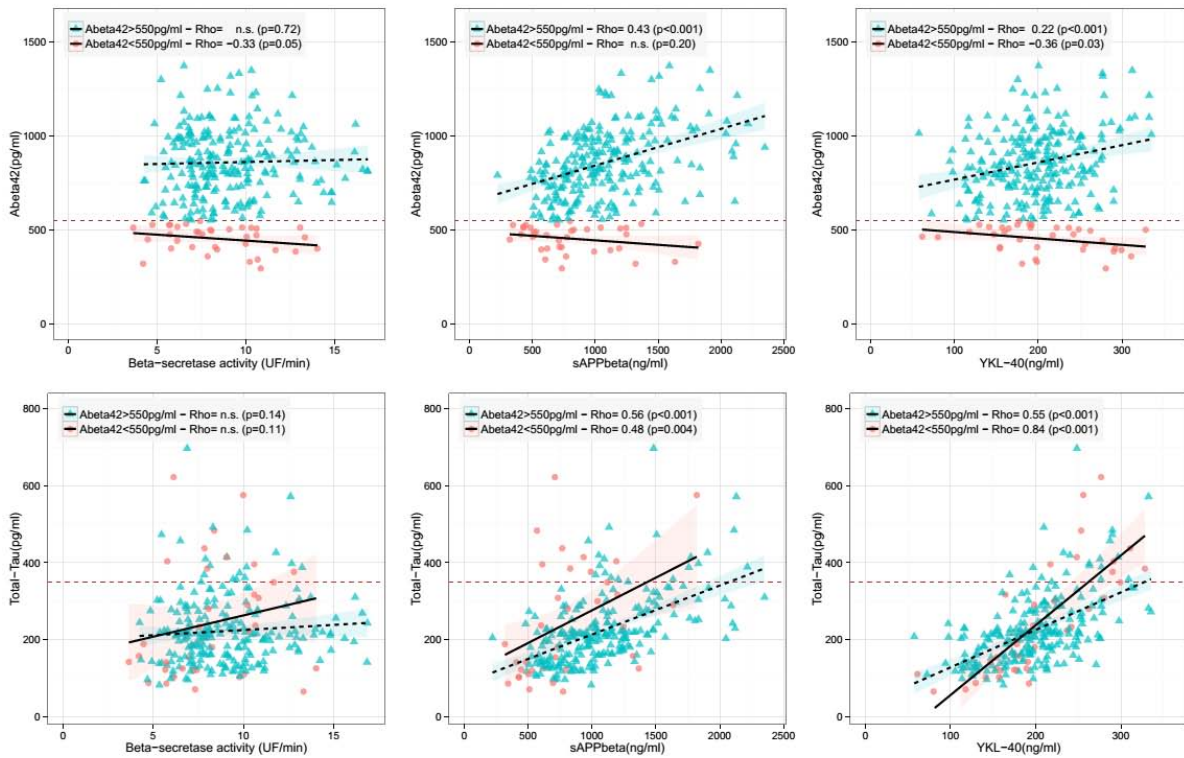 Abeta42>550pg/ml − Rho= n.s. (p=0.72)
Abeta42<550pg/ml − Rho= −0.33 (p=0.05)
1500
1000
500
0
Abeta42(pg/ml)
0 5 10 15
Beta−secretase activity (UF/min)
Abeta42>550pg/ml − Rho= 0.43 (p<0.001)
Abeta42<550pg/ml − Rho= n.s. (p=0.20)
1500
1000
500
0
Abeta42(pg/ml)
0 500 1000 1500 2000 2500
sAPPbeta(ng/ml)
Abeta42>550pg/ml − Rho= 0.22 (p<0.001)
Abeta42<550pg/ml − Rho= −0.36 (p=0.03)
1500
1000
500
0
Abeta42(pg/ml)
0 100 200 300
YKL−40(ng/ml)
Abeta42>550pg/ml − Rho= n.s. (p=0.14)
Abeta42<550pg/ml − Rho= n.s. (p=0.11)
800
600
400
200
0
Total−Tau(pg/ml)
0 5 10 15
Beta−secretase activity (UF/min)
Abeta42>550pg/ml − Rho= 0.56 (p<0.001)
Abeta42<550pg/ml − Rho= 0.48 (p=0.004)
800
600
400
200
0
Total−Tau(pg/ml)
0 500 1000 1500 2000 2500
sAPPbeta(ng/ml)
Abeta42>550pg/ml − Rho= 0.55 (p<0.001)
Abeta42<550pg/ml − Rho= 0.84 (p<0.001)
800
600
400
200
0
Total−Tau(pg/ml)
0 100 200 300
YKL−40(ng/ml)